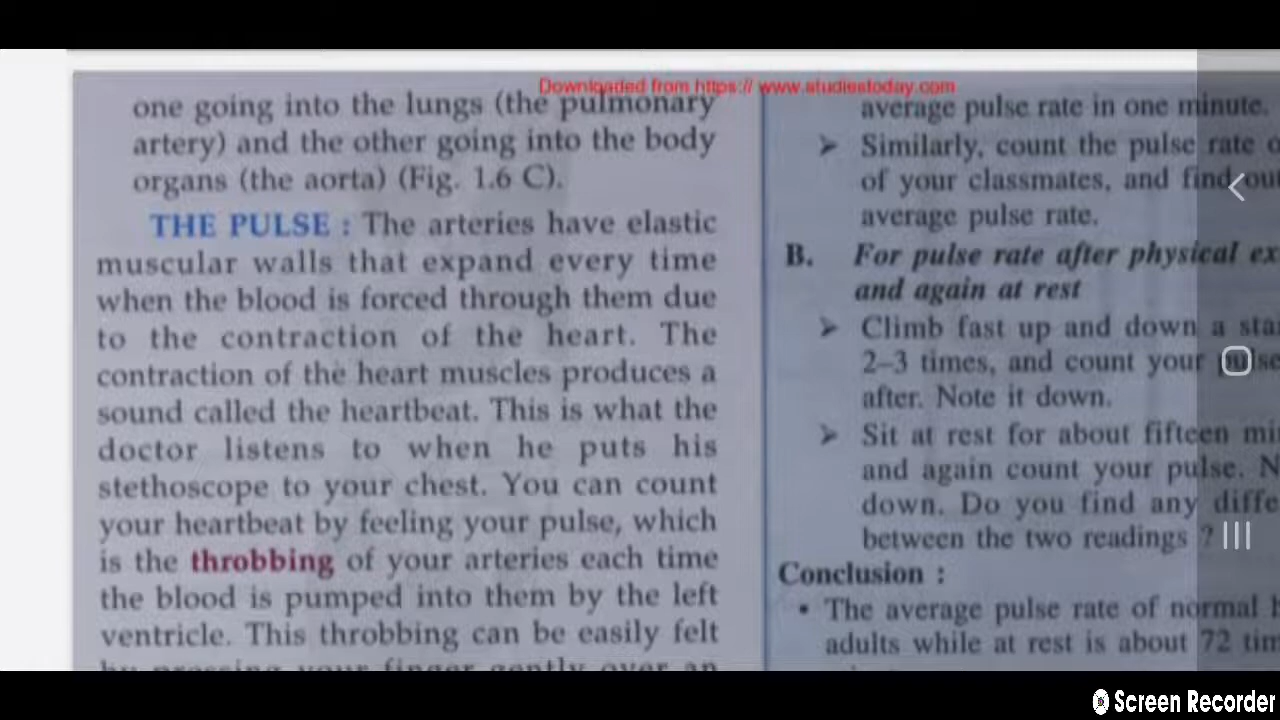 Downloaded from https:// www.studiestoday.com
one going into the lungs (the pulmonary
artery) and the other going into the body
organs (the aorta) (Fig. 1.6 C).
THE PULSE : The arteries have elastic
muscular walls that expand every time
when the blood is forced through them due
to the contraction of the heart. The
contraction of the heart muscles produces a
sound called the heartbeat. This is what the
doctor listens to when he puts his
stethoscope to your chest. You can count
your heartbeat by feeling your pulse, which
is the throbbing of your arteries each time
the blood is pumped into them by the left
ventricle. This throbbing can be easily felt
by pressing your finger gently over an
average pulse rate in one minute.
➢ Similarly, count the pulse rate
of your classmates, and find out
average pulse rate.
B. For pulse rate after physical
and again at rest
➢ Climb fast up and down a
2–3 times, and count your pulse
after. Note it down.
➢ Sit at rest for about fifteen
and again count your pulse.
down. Do you find any
between the two readings ?
Conclusion :
• The average pulse rate of normal
adults while at rest is about 72
Screen Recorder